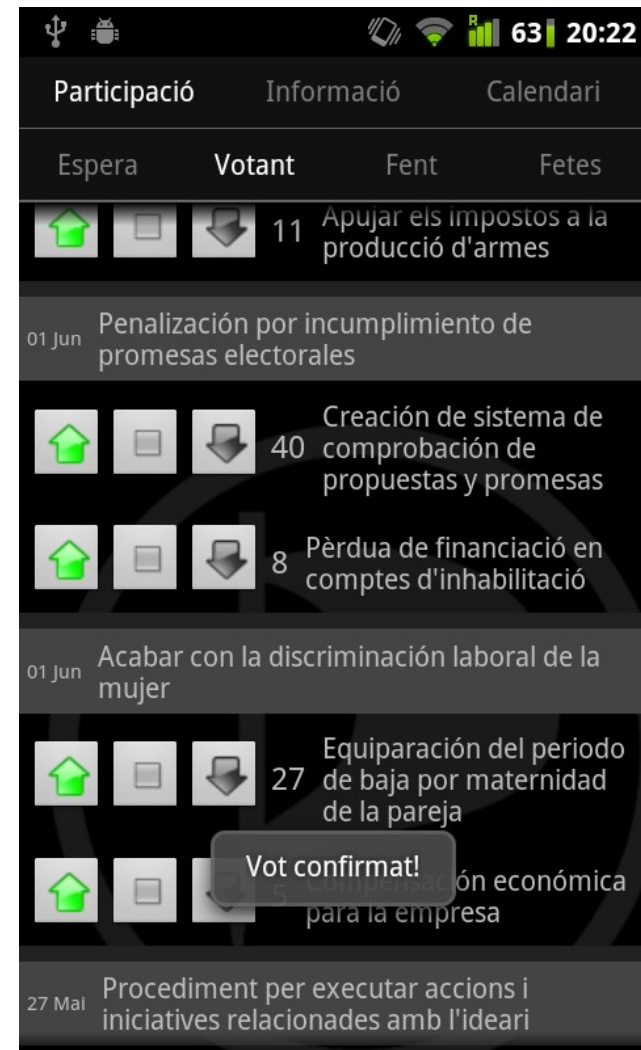 63 20:22
Participació Informació Calendari
Espera Votant Fent Fetes
11 Apujar els impostos a la
producció d'armes
01 Jun Penalización por incumplimiento de
promesas electorales
40 Creación de sistema de
comprobación de
propuestas y promesas
8 Pèrdua de financiació en
comptes d'inhabilitació
01 Jun Acabar con la discriminación laboral de la
mujer
27 Equiparación del periodo
de baja por maternidad
de la pareja
Vot confirmat!
5 Compensación económica
para la empresa
27 Mai Procediment per executar accions i
iniciatives relacionades amb l'ideari